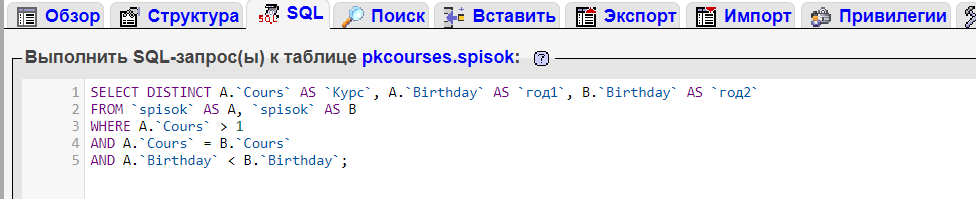 Обзор Структура SQL Поиск Вставить Экспорт Импорт Привилегии
Выполнить SQL-запрос(ы) к таблице pkcourses.spisok: ?
1 SELECT DISTINCT A.`Cours` AS `Курс`, A.`Birthday` AS `год1`, B.`Birthday` AS `год2`
2 FROM `spisok` AS A, `spisok` AS B
3 WHERE A.`Cours` > 1
4 AND A.`Cours` = B.`Cours`
5 AND A.`Birthday` < B.`Birthday`;